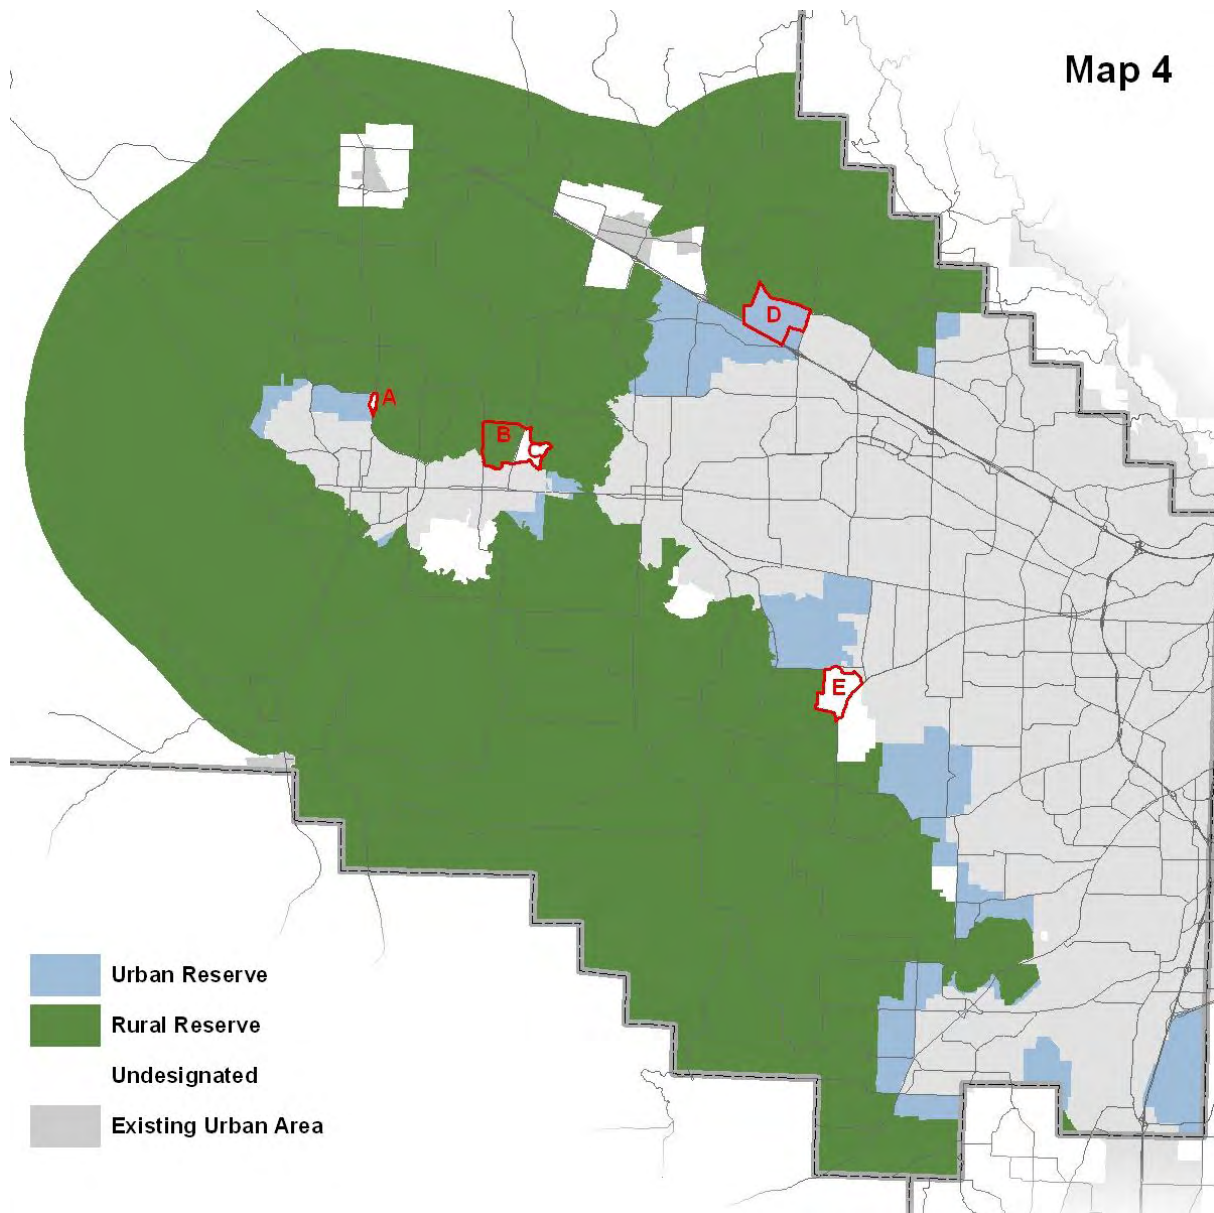 Map 4
D
A
B
C
E
Urban Reserve
Rural Reserve
Undesignated
Existing Urban Area